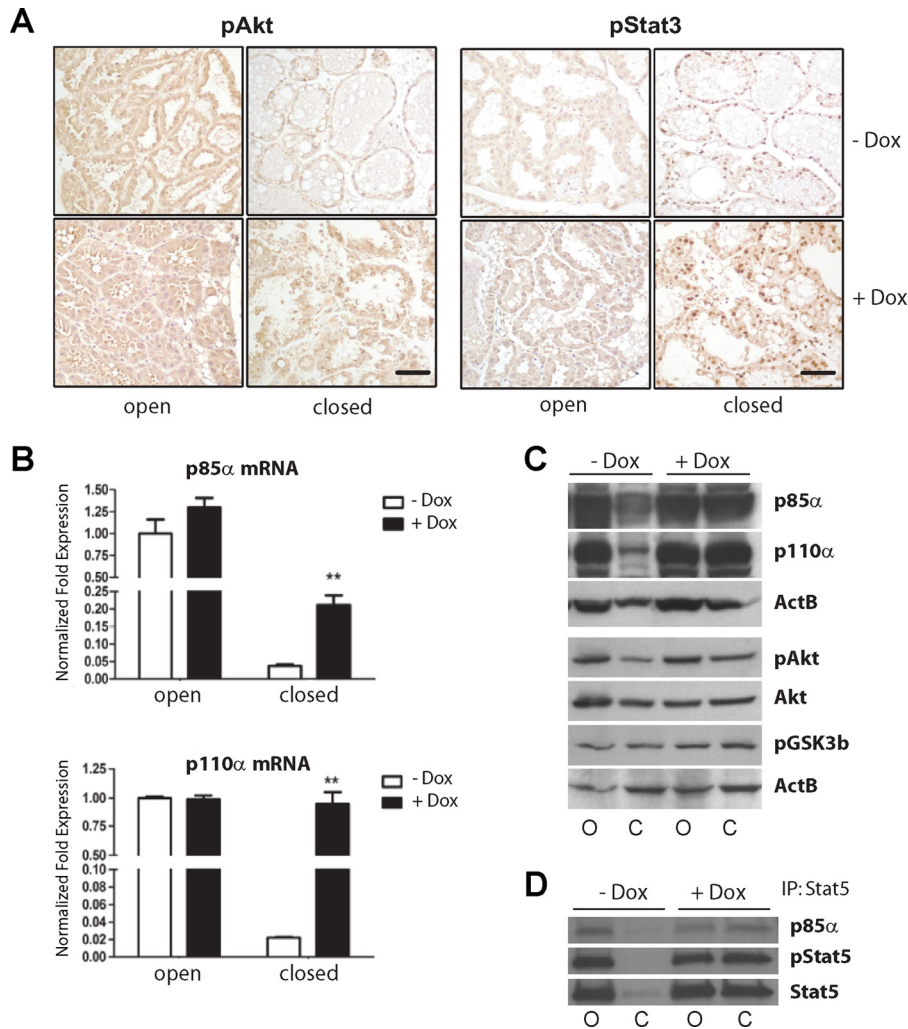 A
pAkt
pStat3
- Dox
+ Dox
open
closed
open
closed
B
p85α mRNA
Normalized Fold Expression
1.50
1.25
1.00
0.75
0.50
0.25
0.20
0.15
0.10
0.05
0.00
open
closed
**
- Dox
+ Dox
p110α mRNA
Normalized Fold Expression
1.25
1.00
0.75
0.50
0.10
0.08
0.06
0.04
0.02
0.00
open
closed
**
- Dox
+ Dox
C
- Dox
+ Dox
p85α
p110α
ActB
pAkt
Akt
pGSK3b
ActB
O C O C
D
- Dox
+ Dox
IP: Stat5
p85α
pStat5
Stat5
O C O C